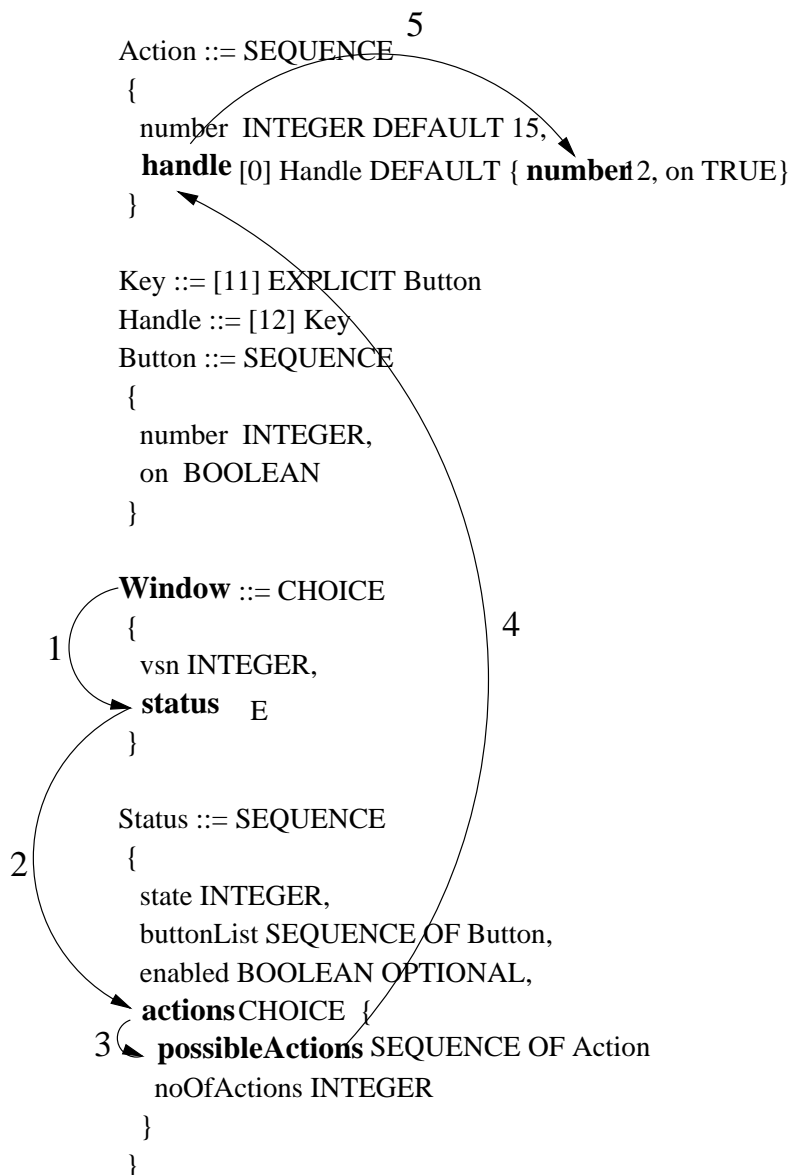 5
Action ::= SEQUENCE
{
number INTEGER DEFAULT 15,
handle [0] Handle DEFAULT { number12, on TRUE}
}
Key ::= [11] EXPLICIT Button
Handle ::= [12] Key
Button ::= SEQUENCE
{
number INTEGER,
on BOOLEAN
}
Window ::= CHOICE
{
4
1
vsn INTEGER,
status E
}
Status ::= SEQUENCE
2
{
state INTEGER,
buttonList SEQUENCE OF Button,
enabled BOOLEAN OPTIONAL,
actions CHOICE {
3 possibleActions SEQUENCE OF Action
noOfActions INTEGER
}
}